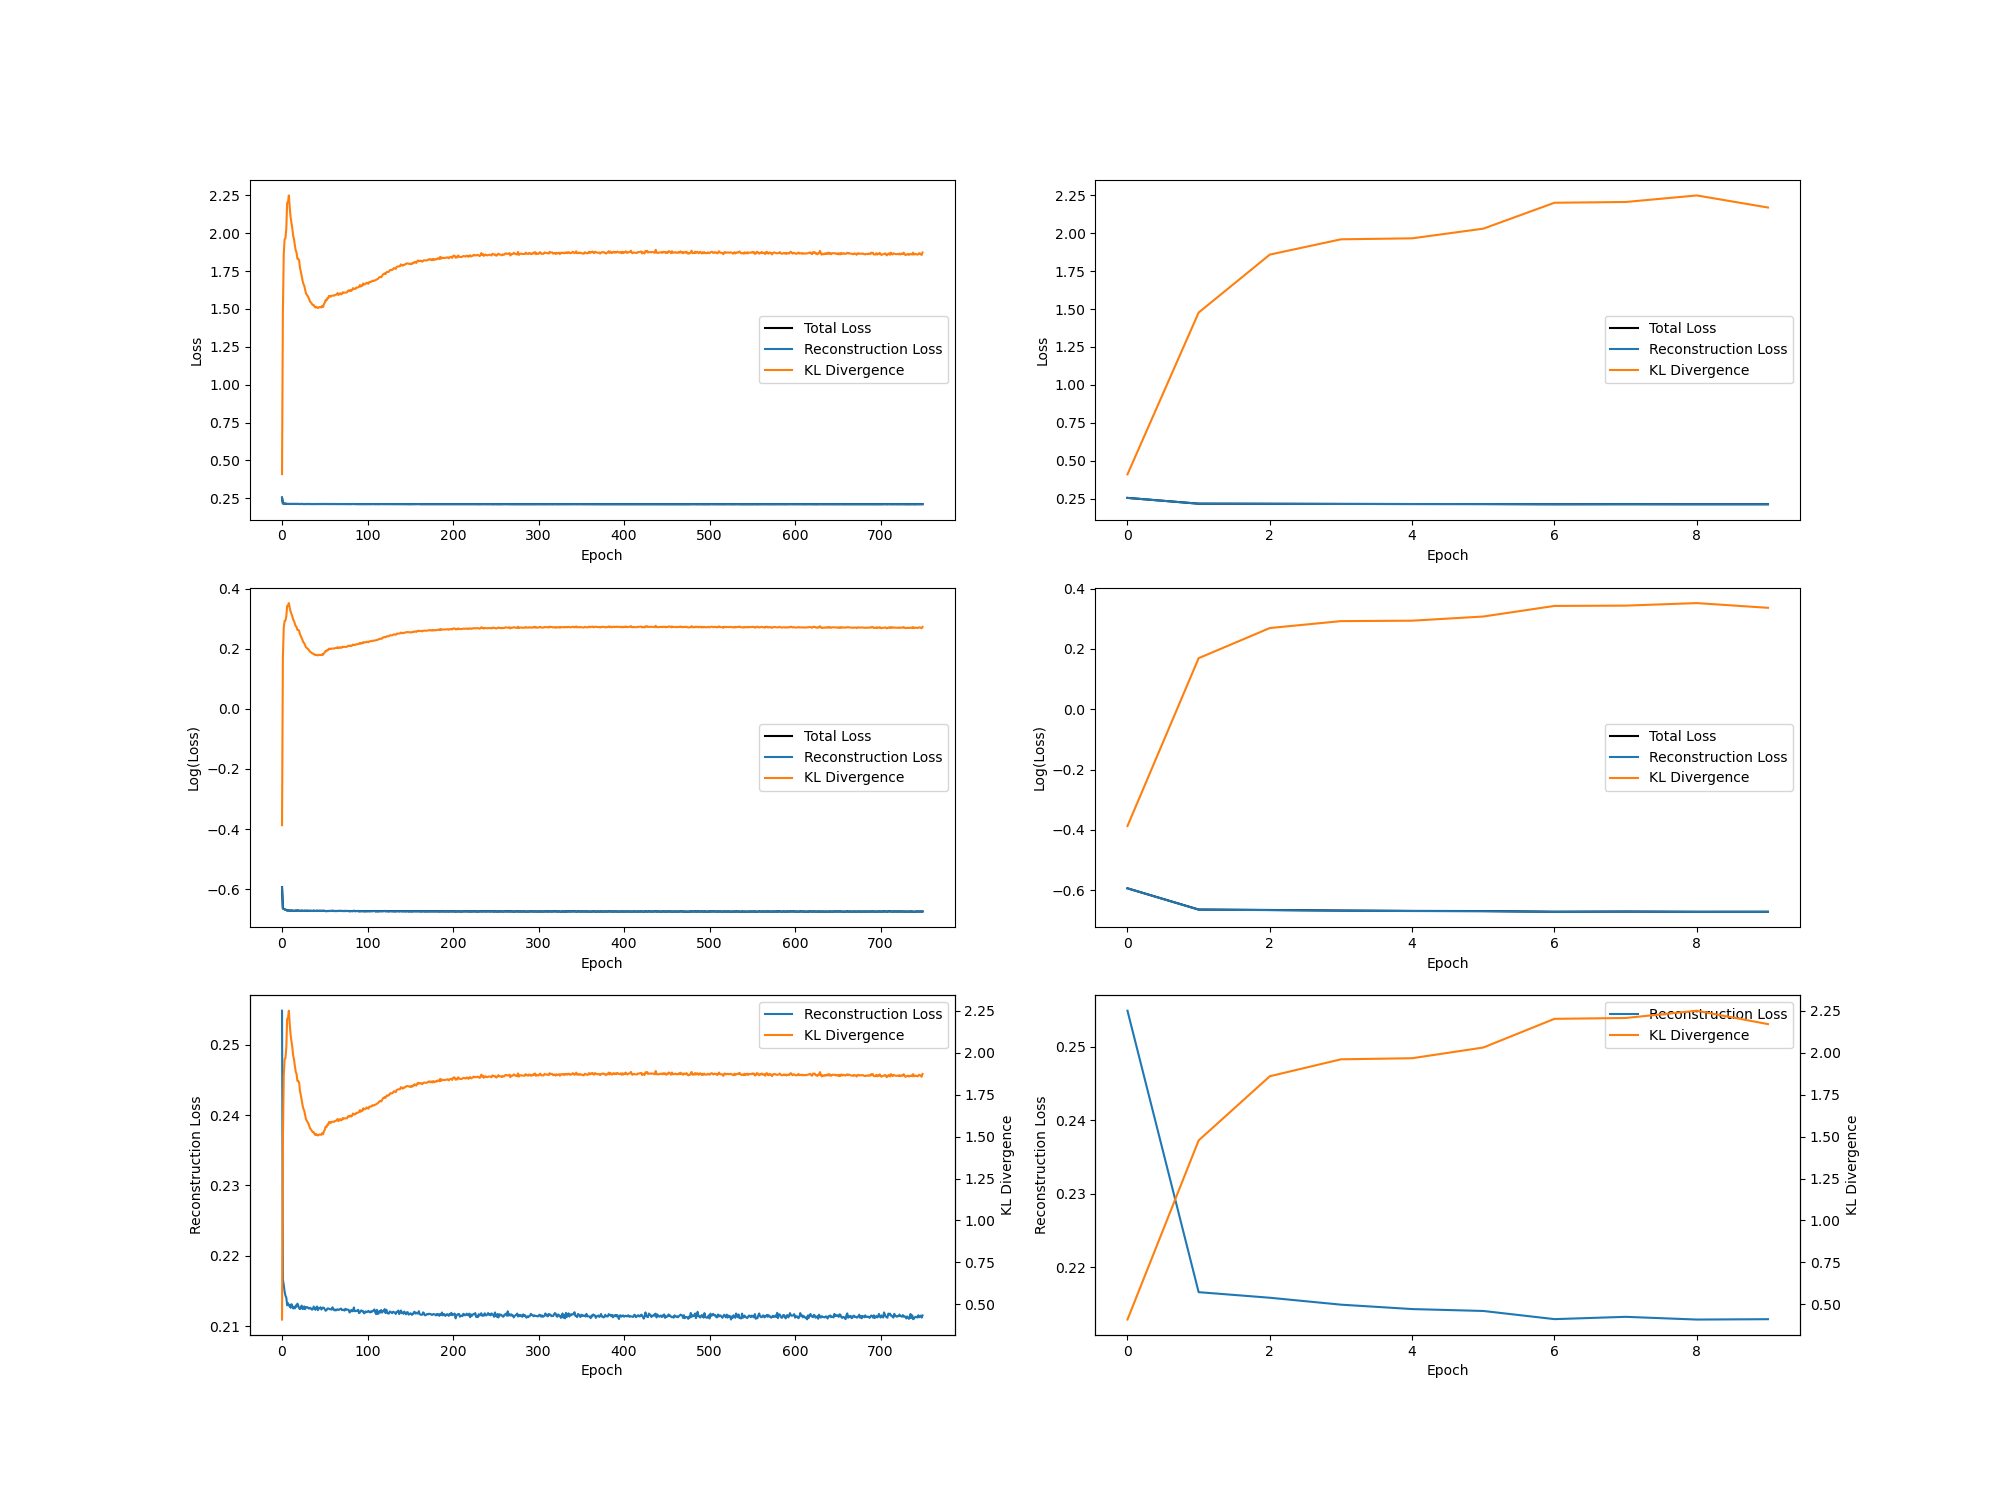 2.25
2.00
1.75
1.50
1.25
1.00
0.75
0.50
0.25
Loss
0 100 200 300 400 500 600 700
Epoch
Total Loss
Reconstruction Loss
KL Divergence
2.25
2.00
1.75
1.50
1.25
1.00
0.75
0.50
0.25
Loss
0 2 4 6 8
Epoch
Total Loss
Reconstruction Loss
KL Divergence
0.4
0.2
0.0
−0.2
−0.4
−0.6
Log(Loss)
0 100 200 300 400 500 600 700
Epoch
Total Loss
Reconstruction Loss
KL Divergence
0.4
0.2
0.0
−0.2
−0.4
−0.6
Log(Loss)
0 2 4 6 8
Epoch
Total Loss
Reconstruction Loss
KL Divergence
0.25
0.24
0.23
0.22
0.21
Reconstruction Loss
0 100 200 300 400 500 600 700
Epoch
Reconstruction Loss
KL Divergence
2.25
2.00
1.75
1.50
1.25
1.00
0.75
0.50
KL Divergence
0.25
0.24
0.23
0.22
Reconstruction Loss
0 2 4 6 8
Epoch
Reconstruction Loss
KL Divergence
2.25
2.00
1.75
1.50
1.25
1.00
0.75
0.50
KL Divergence